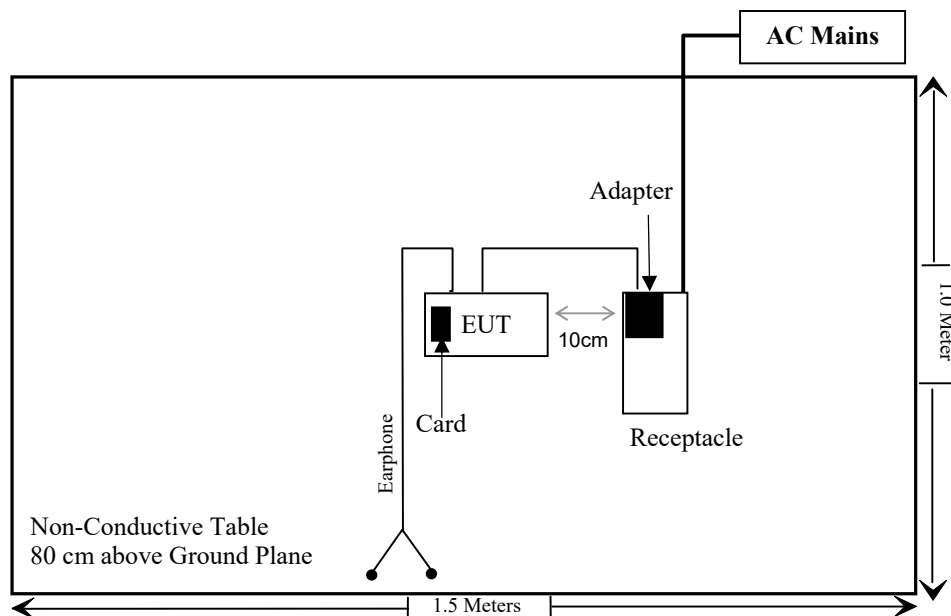 AC Mains
Adapter
1.0 Meter
EUT
10cm
Card
Receptacle
Earphone
Non-Conductive Table
80 cm above Ground Plane
1.5 Meters